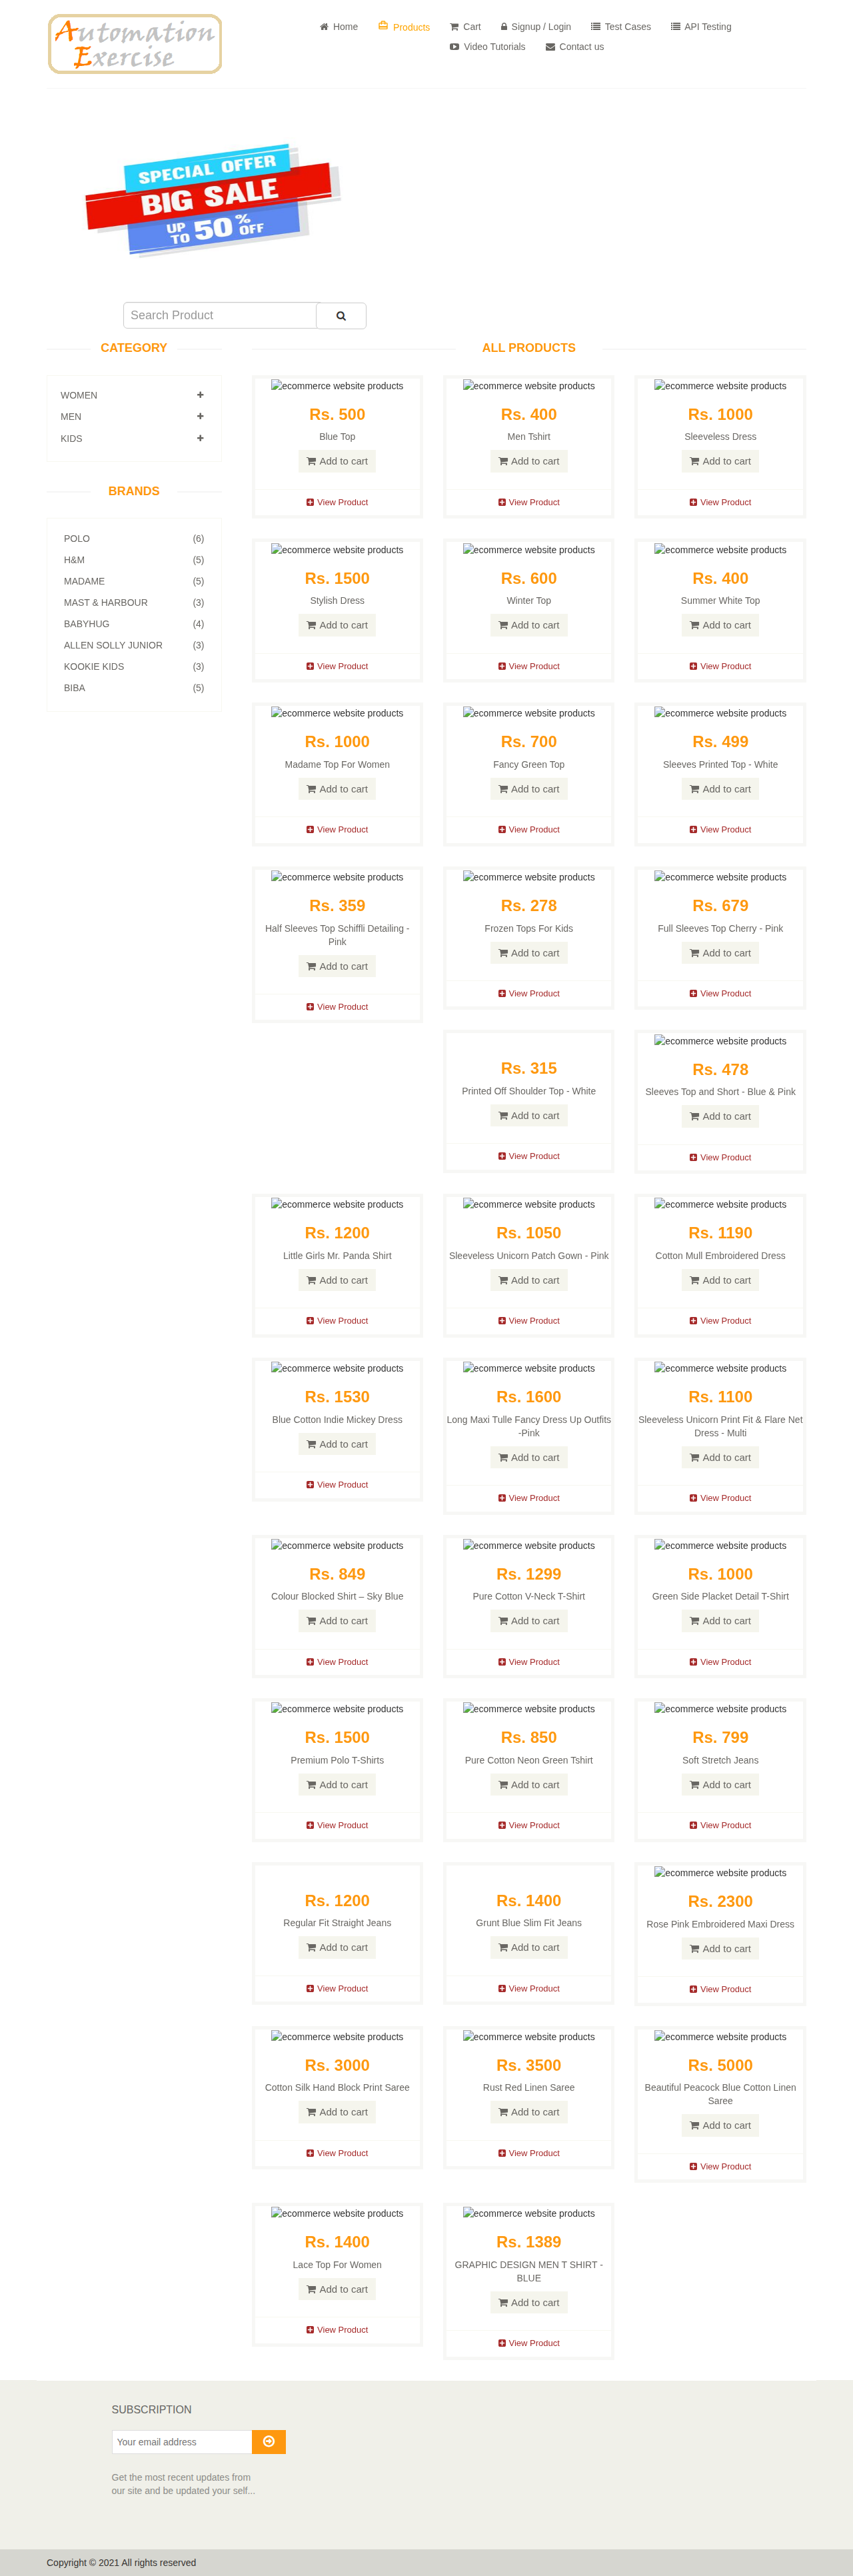 Automation
Exercise
Home
Products
Cart
Signup / Login
Test Cases
API Testing
Video Tutorials
Contact us
SPECIAL OFFER
BIG SALE
UP TO 50% OFF
Search Product
CATEGORY
WOMEN
MEN
KIDS
BRANDS
POLO (6)
H&M (5)
MADAME (5)
MAST & HARBOUR (3)
BABYHUG (4)
ALLEN SOLLY JUNIOR (3)
KOOKIE KIDS (3)
BIBA (5)
ALL PRODUCTS
ecommerce website products
Rs. 500
Blue Top
Add to cart
View Product
ecommerce website products
Rs. 400
Men Tshirt
Add to cart
View Product
ecommerce website products
Rs. 1000
Sleeveless Dress
Add to cart
View Product
ecommerce website products
Rs. 1500
Stylish Dress
Add to cart
View Product
ecommerce website products
Rs. 600
Winter Top
Add to cart
View Product
ecommerce website products
Rs. 400
Summer White Top
Add to cart
View Product
ecommerce website products
Rs. 1000
Madame Top For Women
Add to cart
View Product
ecommerce website products
Rs. 700
Fancy Green Top
Add to cart
View Product
ecommerce website products
Rs. 499
Sleeves Printed Top - White
Add to cart
View Product
ecommerce website products
Rs. 359
Half Sleeves Top Schiffli Detailing -
Pink
Add to cart
View Product
ecommerce website products
Rs. 278
Frozen Tops For Kids
Add to cart
View Product
ecommerce website products
Rs. 679
Full Sleeves Top Cherry - Pink
Add to cart
View Product
Rs. 315
Printed Off Shoulder Top - White
Add to cart
View Product
ecommerce website products
Rs. 478
Sleeves Top and Short - Blue & Pink
Add to cart
View Product
ecommerce website products
Rs. 1200
Little Girls Mr. Panda Shirt
Add to cart
View Product
ecommerce website products
Rs. 1050
Sleeveless Unicorn Patch Gown - Pink
Add to cart
View Product
ecommerce website products
Rs. 1190
Cotton Mull Embroidered Dress
Add to cart
View Product
ecommerce website products
Rs. 1530
Blue Cotton Indie Mickey Dress
Add to cart
View Product
ecommerce website products
Rs. 1600
Long Maxi Tulle Fancy Dress Up Outfits
-Pink
Add to cart
View Product
ecommerce website products
Rs. 1100
Sleeveless Unicorn Print Fit & Flare Net
Dress - Multi
Add to cart
View Product
ecommerce website products
Rs. 849
Colour Blocked Shirt – Sky Blue
Add to cart
View Product
ecommerce website products
Rs. 1299
Pure Cotton V-Neck T-Shirt
Add to cart
View Product
ecommerce website products
Rs. 1000
Green Side Placket Detail T-Shirt
Add to cart
View Product
ecommerce website products
Rs. 1500
Premium Polo T-Shirts
Add to cart
View Product
ecommerce website products
Rs. 850
Pure Cotton Neon Green Tshirt
Add to cart
View Product
ecommerce website products
Rs. 799
Soft Stretch Jeans
Add to cart
View Product
Rs. 1200
Regular Fit Straight Jeans
Add to cart
View Product
Rs. 1400
Grunt Blue Slim Fit Jeans
Add to cart
View Product
ecommerce website products
Rs. 2300
Rose Pink Embroidered Maxi Dress
Add to cart
View Product
ecommerce website products
Rs. 3000
Cotton Silk Hand Block Print Saree
Add to cart
View Product
ecommerce website products
Rs. 3500
Rust Red Linen Saree
Add to cart
View Product
ecommerce website products
Rs. 5000
Beautiful Peacock Blue Cotton Linen
Saree
Add to cart
View Product
ecommerce website products
Rs. 1400
Lace Top For Women
Add to cart
View Product
ecommerce website products
Rs. 1389
GRAPHIC DESIGN MEN T SHIRT -
BLUE
Add to cart
View Product
SUBSCRIPTION
Your email address
Get the most recent updates from
our site and be updated your self...
Copyright © 2021 All rights reserved